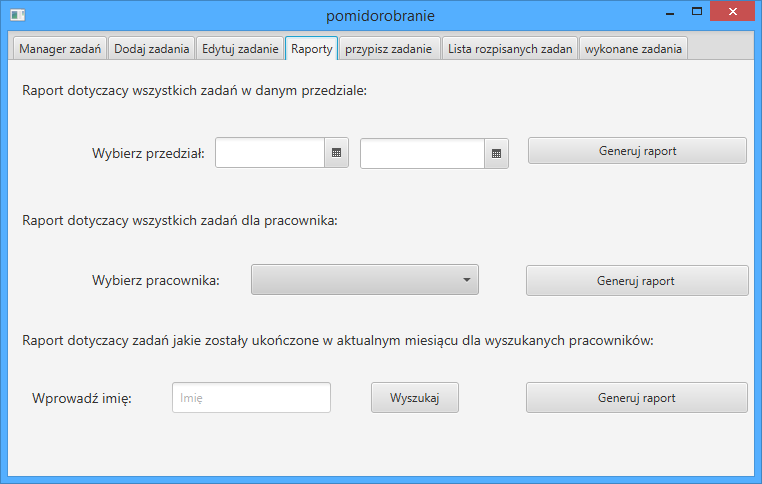 pomidorobranie
Manager zadań Dodaj zadania Edytuj zadanie Raporty przypisz zadanie Lista rozpisanych zadan wykonane zadania
Raport dotyczacy wszystkich zadań w danym przedziale:
Wybierz przedział: Generuj raport
Raport dotyczacy wszystkich zadań dla pracownika:
Wybierz pracownika: Generuj raport
Raport dotyczacy zadań jakie zostały ukończone w aktualnym miesiącu dla wyszukanych pracowników:
Wprowadź imię: Imię Wyszukaj Generuj raport